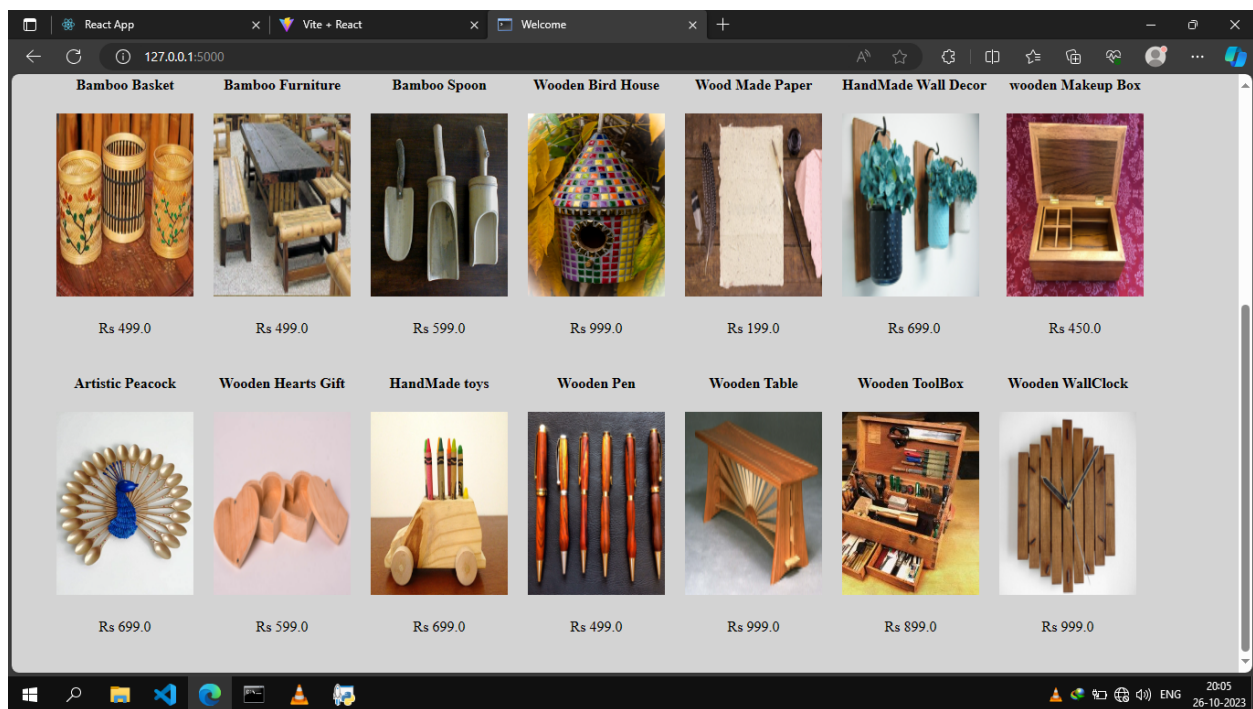 React App
Vite + React
Welcome
127.0.0.1:5000
Bamboo Basket
Bamboo Furniture
Bamboo Spoon
Wooden Bird House
Wood Made Paper
HandMade Wall Decor
wooden Makeup Box
Rs 499.0
Rs 499.0
Rs 599.0
Rs 999.0
Rs 199.0
Rs 699.0
Rs 450.0
Artistic Peacock
Wooden Hearts Gift
HandMade toys
Wooden Pen
Wooden Table
Wooden ToolBox
Wooden WallClock
Rs 699.0
Rs 599.0
Rs 699.0
Rs 499.0
Rs 999.0
Rs 899.0
Rs 999.0
ENG
20:05
26-10-2023